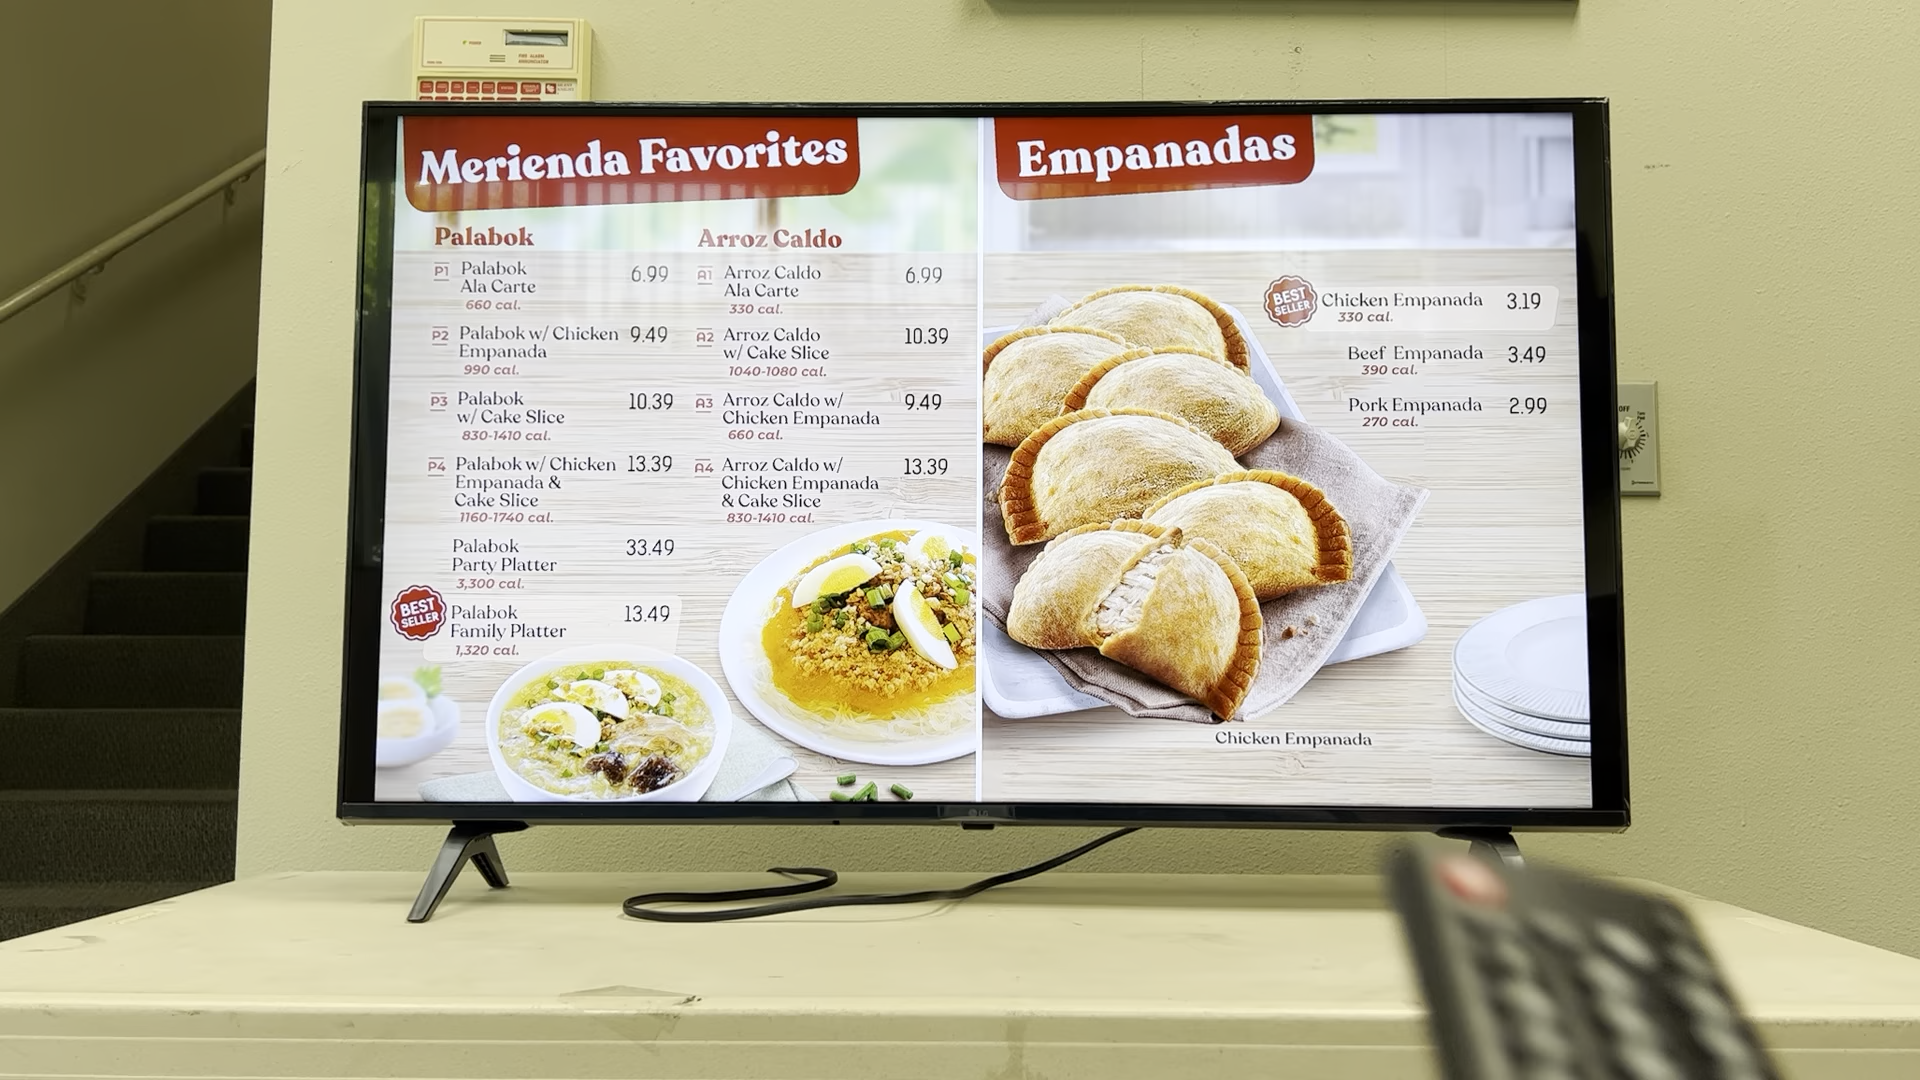 Merienda Favorites
Palabok
P1 Palabok 6.99
Ala Carte
660 cal.
P2 Palabok w/ Chicken 9.49
Empanada
990 cal.
P3 Palabok 10.39
w/ Cake Slice
830-1410 cal.
P4 Palabok w/ Chicken 13.39
Empanada &
Cake Slice
1160-1740 cal.
Palabok 33.49
Party Platter
3,300 cal.
BEST
SELLER
Palabok 13.49
Family Platter
1,320 cal.
Arroz Caldo
A1 Arroz Caldo 6.99
Ala Carte
330 cal.
A2 Arroz Caldo 10.39
w/ Cake Slice
1040-1080 cal.
A3 Arroz Caldo w/ 9.49
Chicken Empanada
660 cal.
A4 Arroz Caldo w/ 13.39
Chicken Empanada
& Cake Slice
830-1410 cal.
Empanadas
BEST
SELLER
Chicken Empanada 3.19
330 cal.
Beef Empanada 3.49
390 cal.
Pork Empanada 2.99
270 cal.
Chicken Empanada
LG
FIRE ALARM
ANNUNCIATOR
OFF